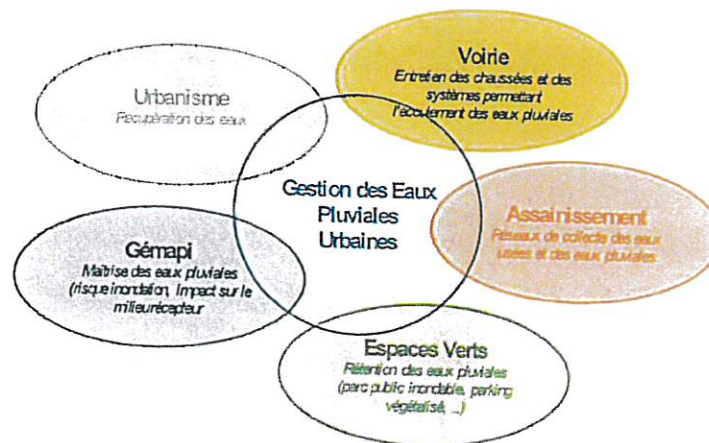 Voirie
Entretien des chaussées et des
systèmes permettant
l'écoulement des eaux pluviales
Urbanisme
Récupération des eaux
Gestion des Eaux
Pluviales
Urbaines
Assainissement
Réseaux de collecte des eaux
usées et des eaux pluviales
Gémapi
Maîtrise des eaux pluviales
(risque inondation, impact sur le
milieu récepteur
Espaces Verts
Rétention des eaux pluviales
(parc public inondable, parking
végétalisé, ...)